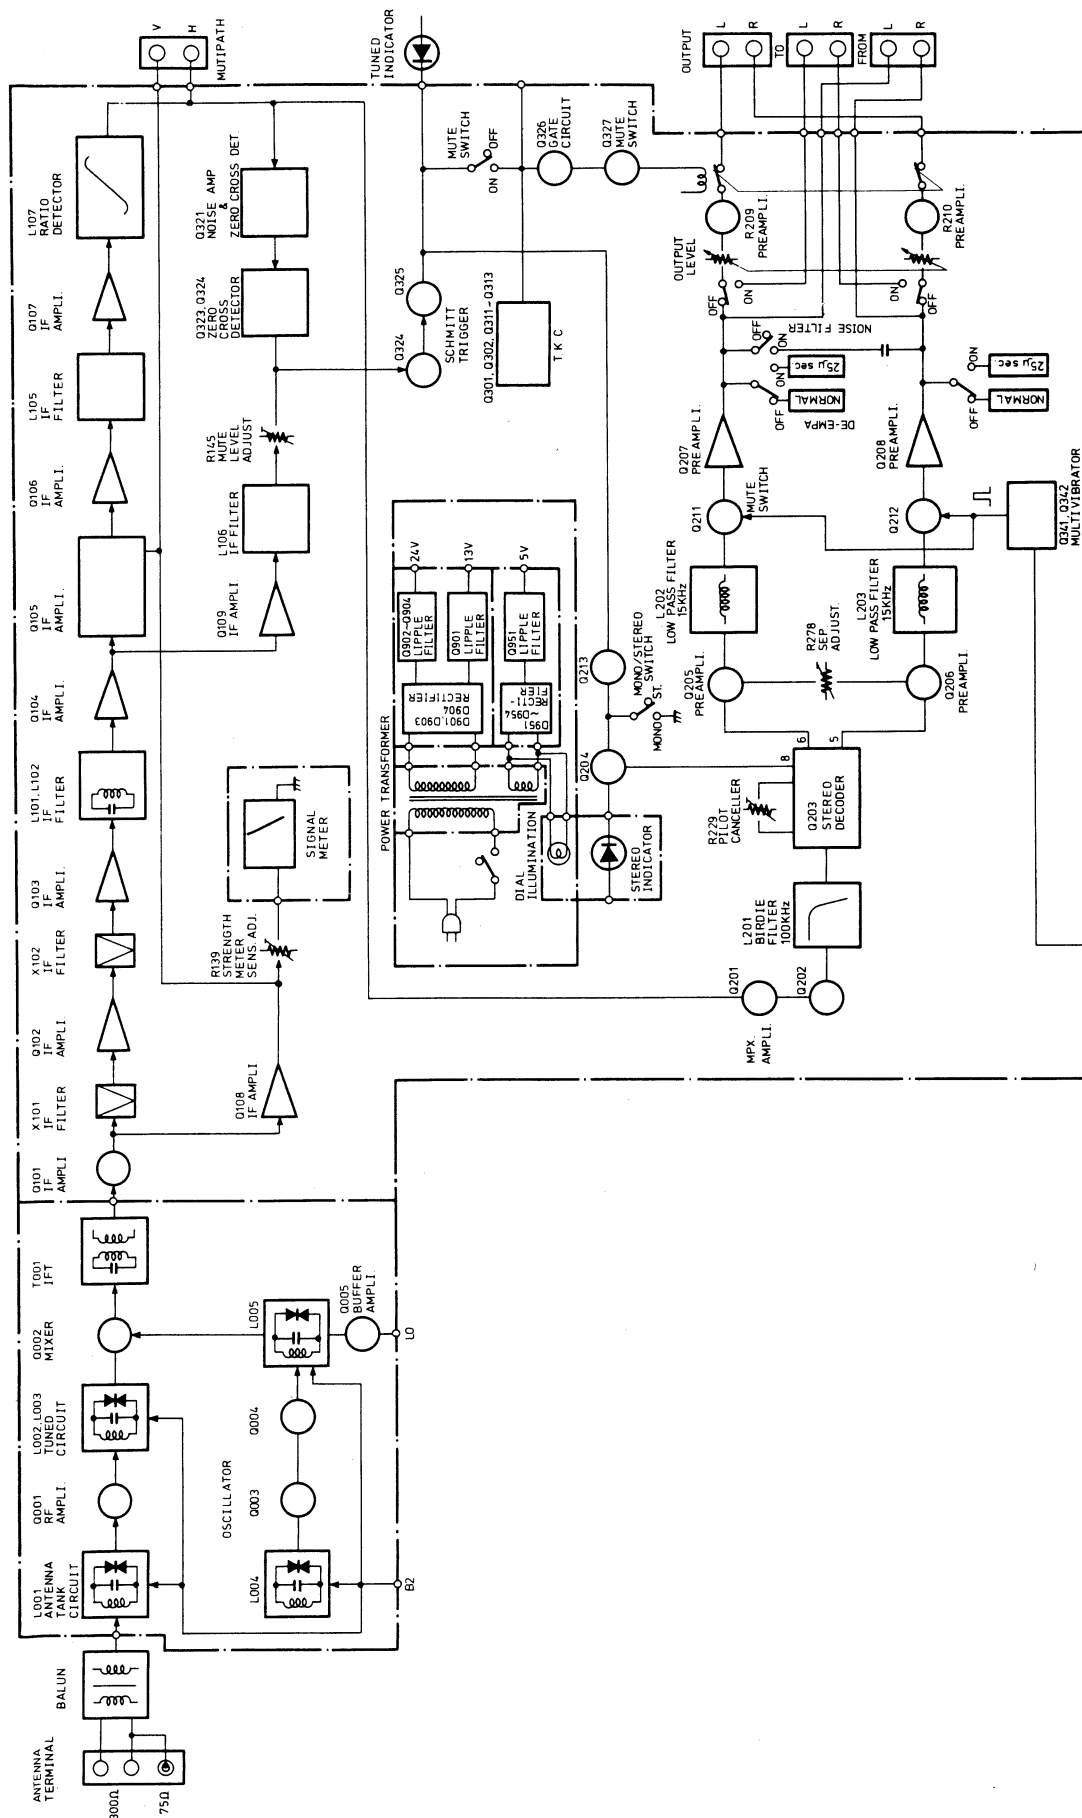 ANTENNA
TERMINAL
300Ω
75Ω
BALUN
L001
ANTENNA
TANK
CIRCUIT
Q001
RF
AMPLI.
L002, L003
TUNED
CIRCUIT
Q002
MIXER
T001
IFT
L004
OSCILLATOR
Q003
Q004
L005
Q005
BUFFER
AMPLI.
B2
LO
Q101
IF
AMPLI
X101
IF
FILTER
Q102
IF
AMPLI
X102
IF
FILTER
Q103
IF
AMPLI.
L101, L102
IF
FILTER
Q104
IF
AMPLI.
Q105
IF
AMPLI.
Q106
IF
AMPLI.
L105
IF
FILTER
Q107
IF
AMPLI.
L107
RATIO
DETECTOR
V
H
MUTIPATH
Q108
IF AMPLI
R139
STRENGTH
METER
SENS. ADJ.
SIGNAL
METER
Q109
IF AMPLI
L106
IF FILTER
R145
MUTE
LEVEL
ADJUST
Q323, Q324
ZERO
CROSS
DETECTOR
Q321
NOISE AMP
&
ZERO CROSS DET.
TUNED
INDICATOR
Q324
Q325
SCHMITT
TRIGGER
MUTE
SWITCH
OFF
ON
Q301, Q302, Q311~Q313
T.K.C
Q326
GATE
CIRCUIT
Q327
MUTE
SWITCH
POWER TRANSFORMER
D901, D903
D904
RECTIFIER
Q902~Q904
LIPPLE
FILTER
24V
Q901
LIPPLE
FILTER
13V
D951
~D954
RECTI-
FIER
Q951
LIPPLE
FILTER
5V
DIAL
ILLUMINATION
STEREO
INDICATOR
Q204
Q213
MONO/STEREO
SWITCH
ST.
MONO
MPX.
AMPLI.
Q201
Q202
L201
BIRDIE
FILTER
100KHz
R229
PILOT
CANCELLER
Q203
STEREO
DECODER
8
6
5
Q205
PREAMPLI.
Q206
PREAMPLI.
R278
SEP
ADJUST.
L202
LOW PASS FILTER
15KHz
L203
LOW PASS FILTER
15KHz
Q211
MUTE
SWITCH
Q212
Q341, Q342
MULTIVIBRATOR
Q207
PREAMPLI.
Q208
PREAMPLI.
DE-EMPA
OFF
NORMAL
ON
25μ sec.
OFF
NORMAL
ON
25μ sec.
NOISE FILTER
OFF
ON
OFF
ON
ON
OFF
OUTPUT
LEVEL
R209
PREAMPLI.
R210
PREAMPLI.
OUTPUT
L
R
TO
L
R
FROM
L
R